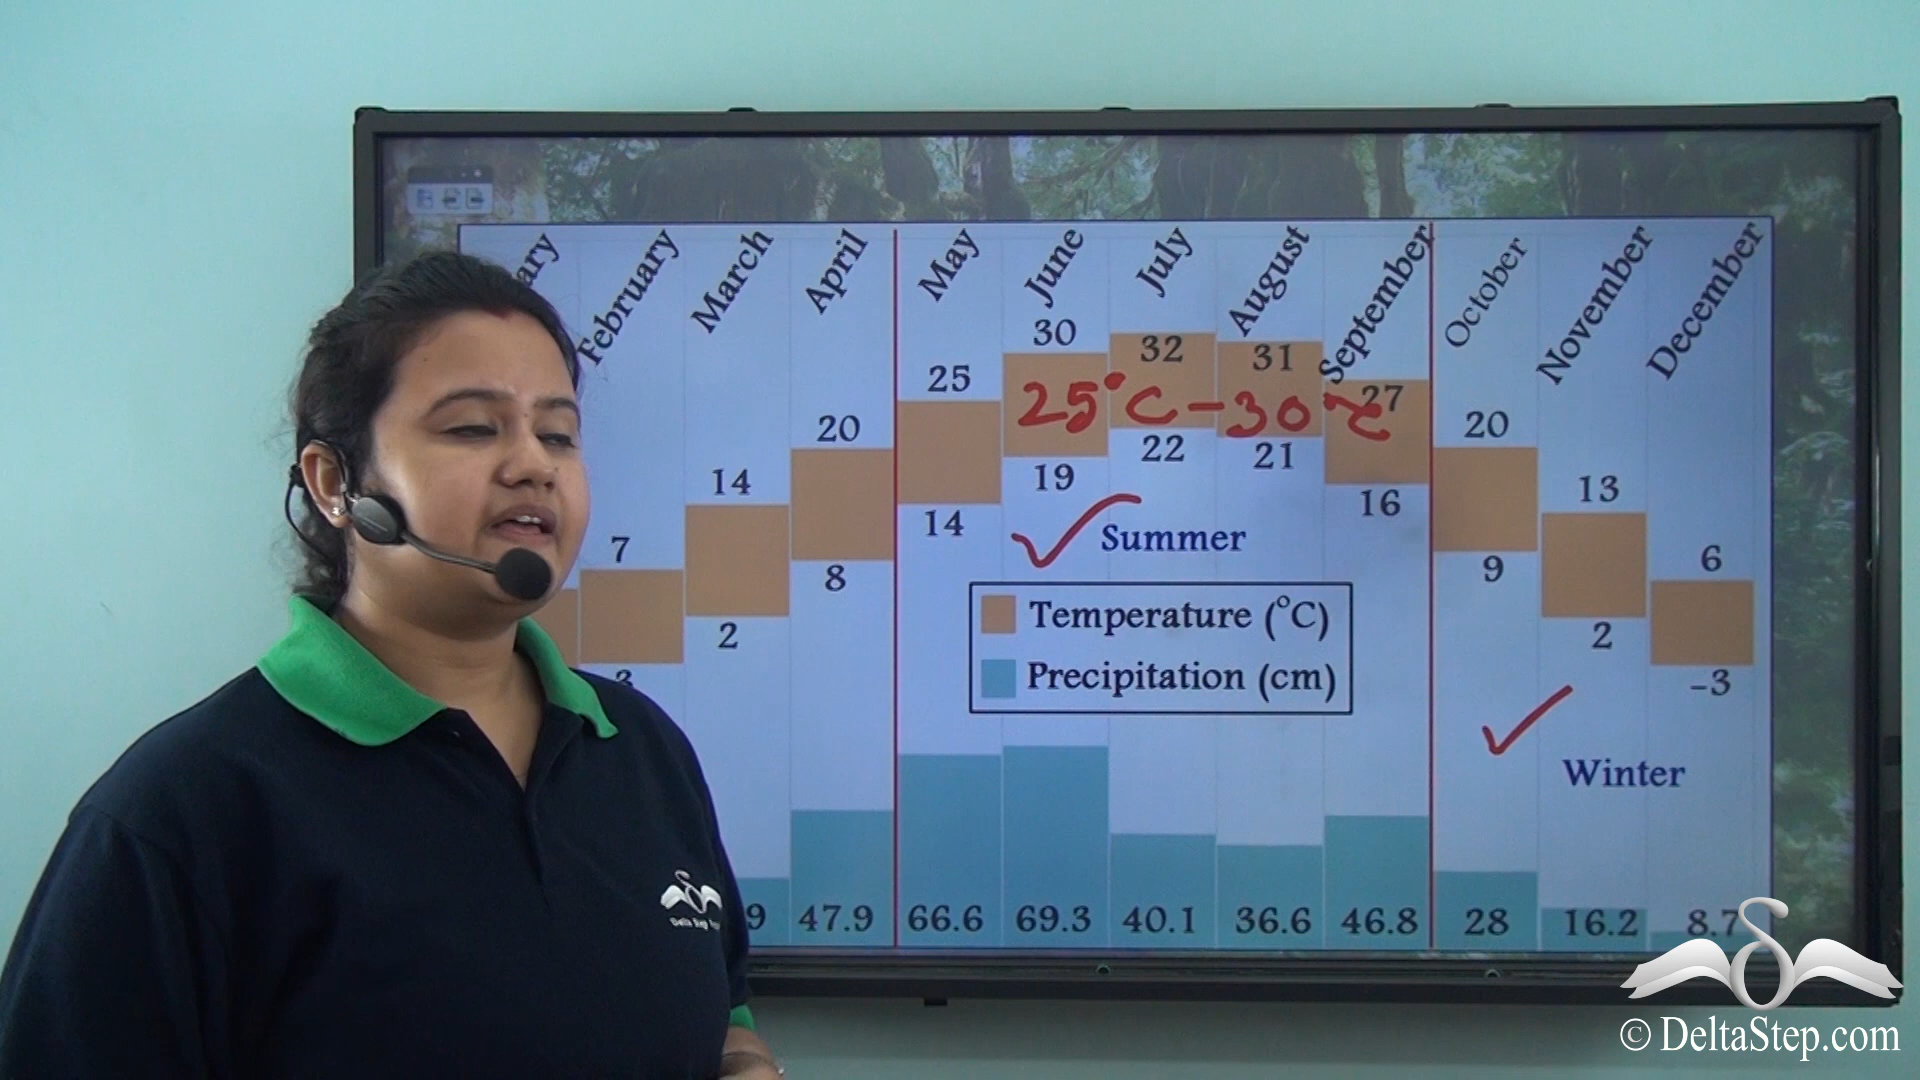 February March April May June July August September October November December
30 32 31
25 27
25°C-30°C
20 20
19 22 21
14 13
14 16
7 6
8 9
2 2
-3
Summer
Temperature (°C)
Precipitation (cm)
Winter
47.9 66.6 69.3 40.1 36.6 46.8 28 16.2 8.7
© DeltaStep.com